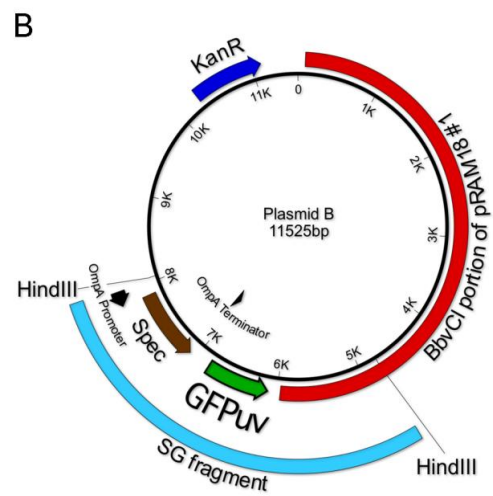 B
KanR
0
1K
2K
3K
4K
5K
6K
7K
8K
9K
10K
11K
Plasmid B
11525bp
BbvCI portion of pRAM18#1
HindIII
OmpA Promoter
Spec
OmpA Terminator
GFPuv
SG fragment
HindIII